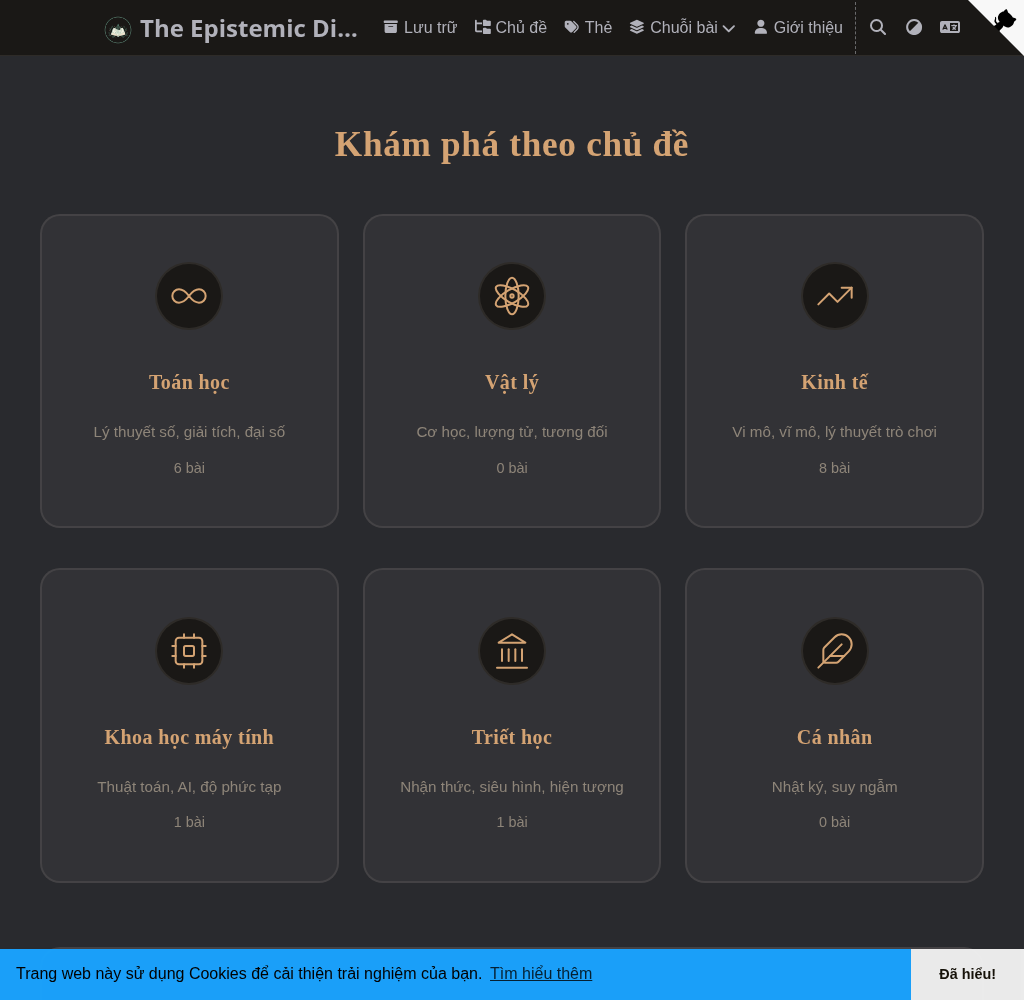 The Epistemic Di... Lưu trữ Chủ đề Thẻ Chuỗi bài Giới thiệu
Khám phá theo chủ đề
Toán học
Lý thuyết số, giải tích, đại số
6 bài
Vật lý
Cơ học, lượng tử, tương đối
0 bài
Kinh tế
Vi mô, vĩ mô, lý thuyết trò chơi
8 bài
Khoa học máy tính
Thuật toán, AI, độ phức tạp
1 bài
Triết học
Nhận thức, siêu hình, hiện tượng
1 bài
Cá nhân
Nhật ký, suy ngẫm
0 bài
Trang web này sử dụng Cookies để cải thiện trải nghiệm của bạn. Tìm hiểu thêm
Đã hiểu!